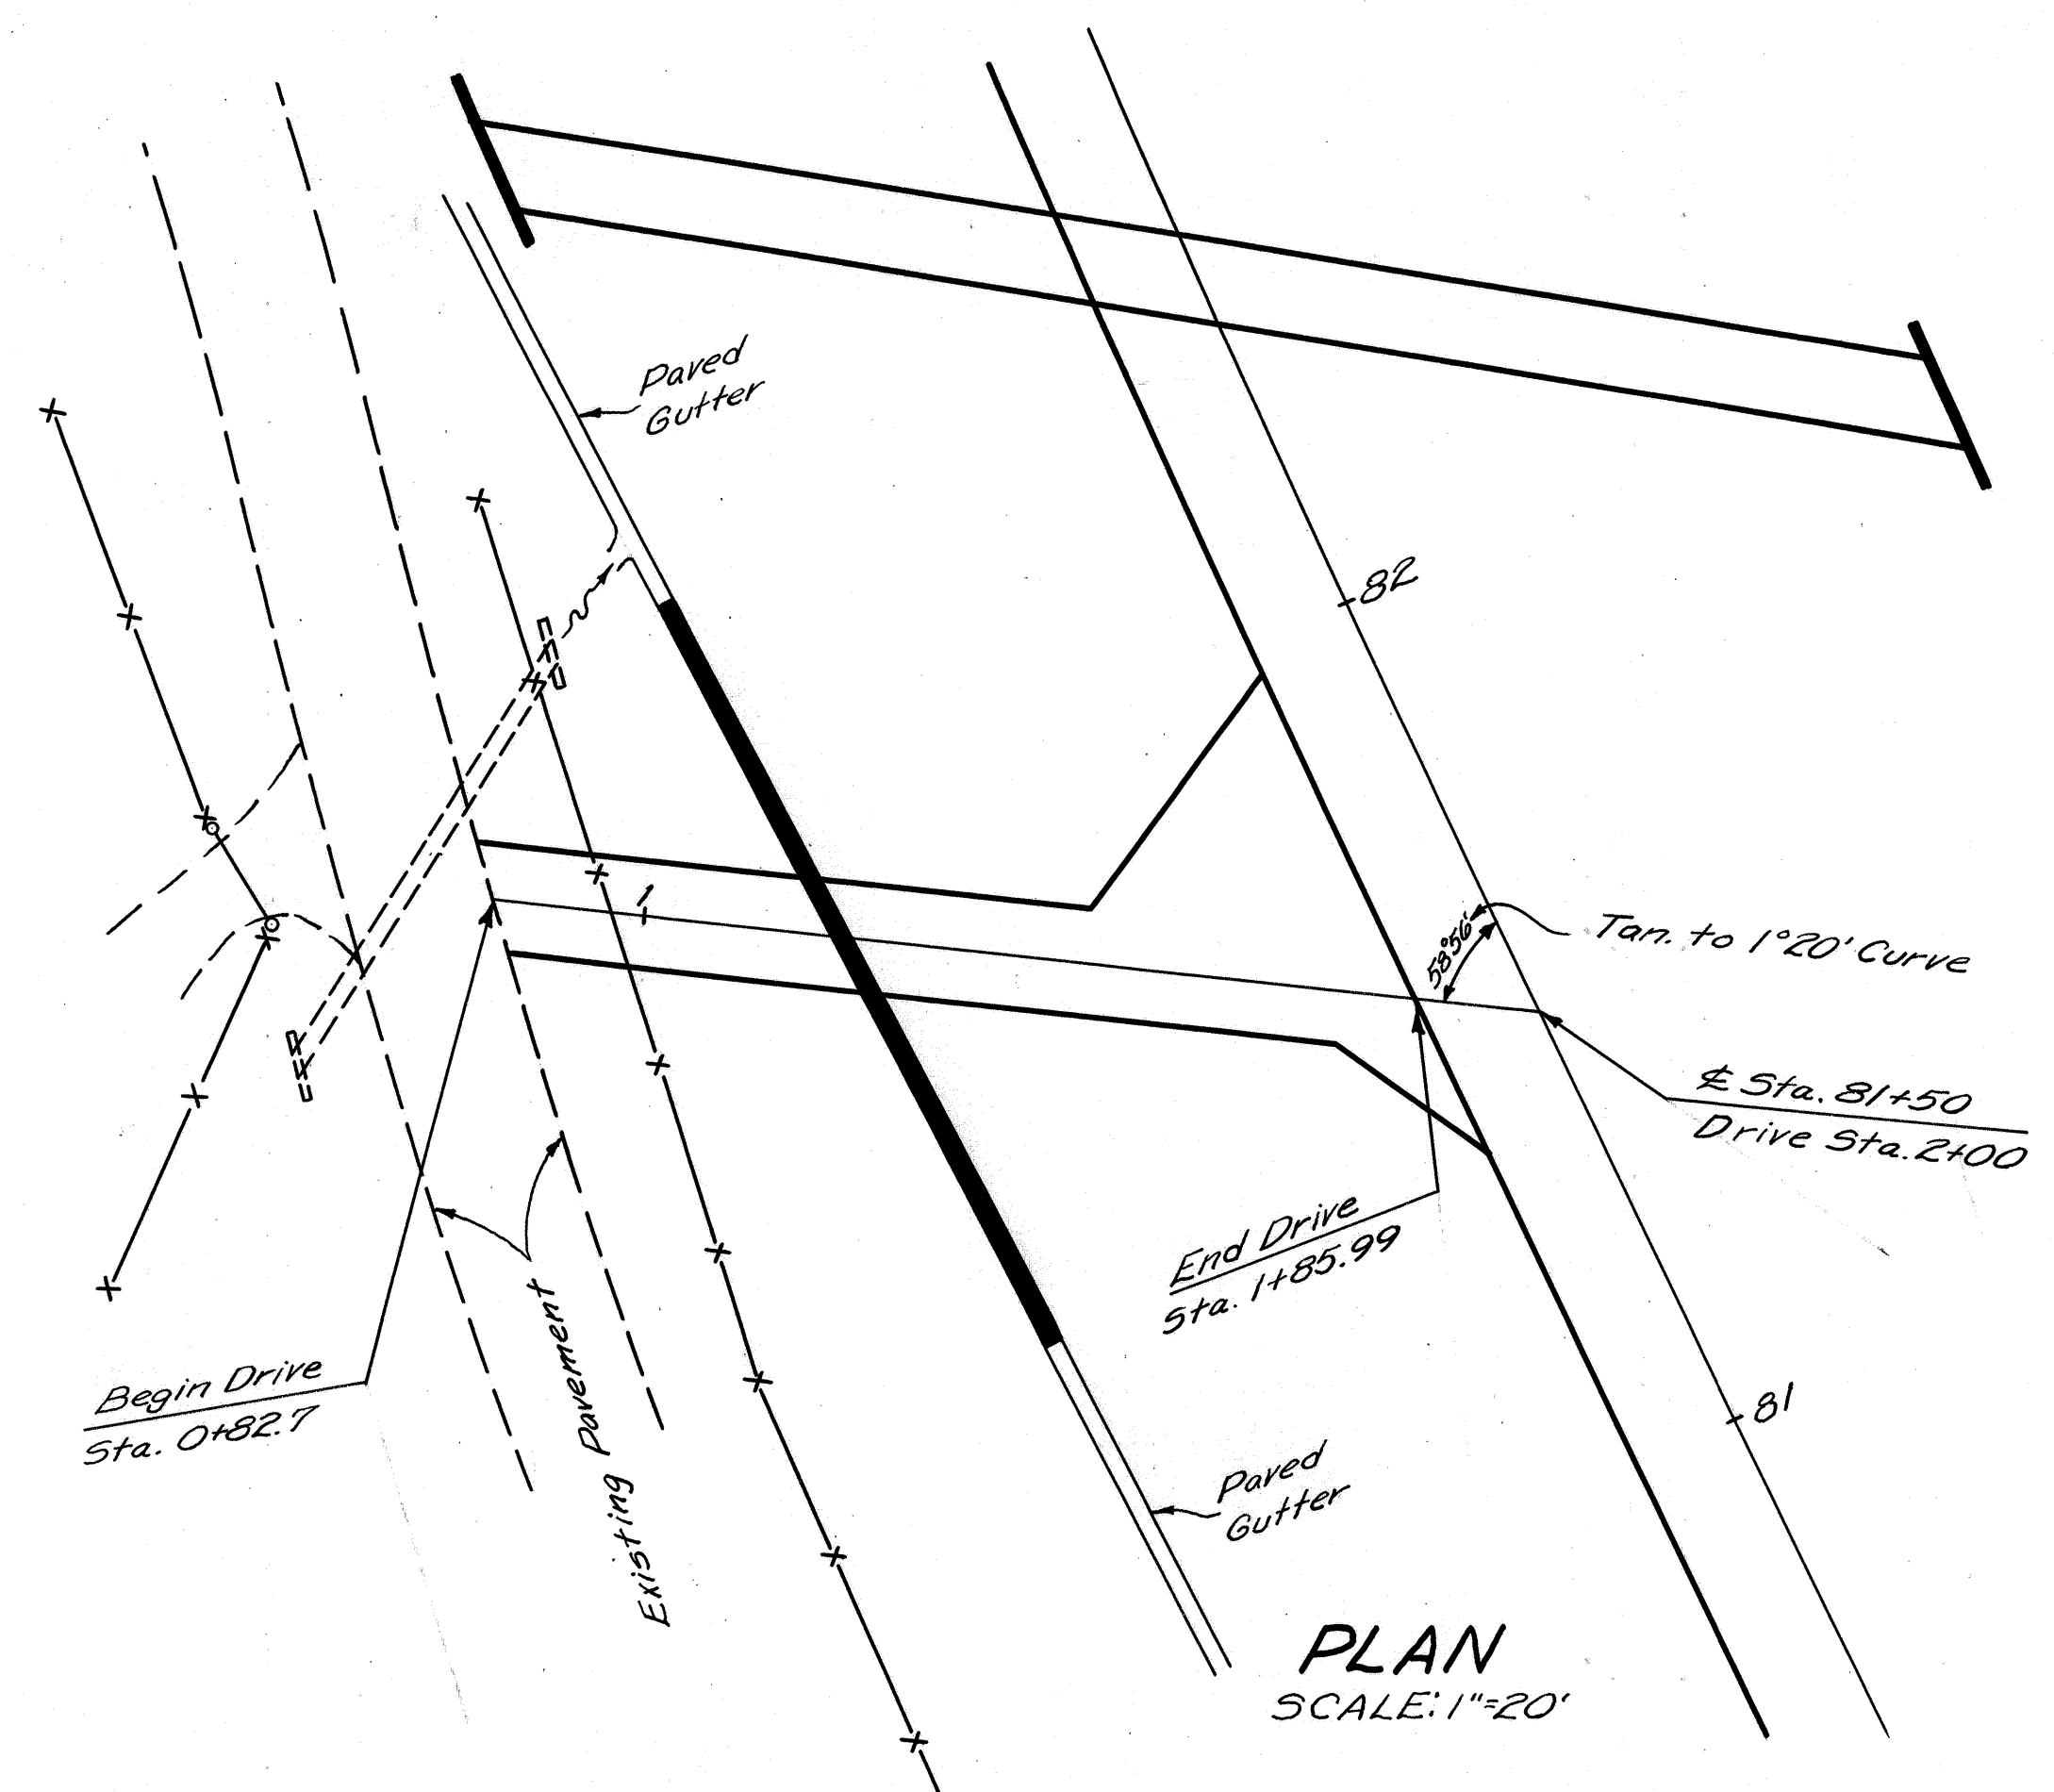 Paved
Gutter
82
1
58°56'
Tan. to 1°20' Curve
℄ Sta. 81+50
Drive Sta. 2+00
End Drive
Sta. 1+85.99
Begin Drive
Sta. 0+82.7
Existing Pavement
81
Paved
Gutter
PLAN
SCALE: 1"=20'